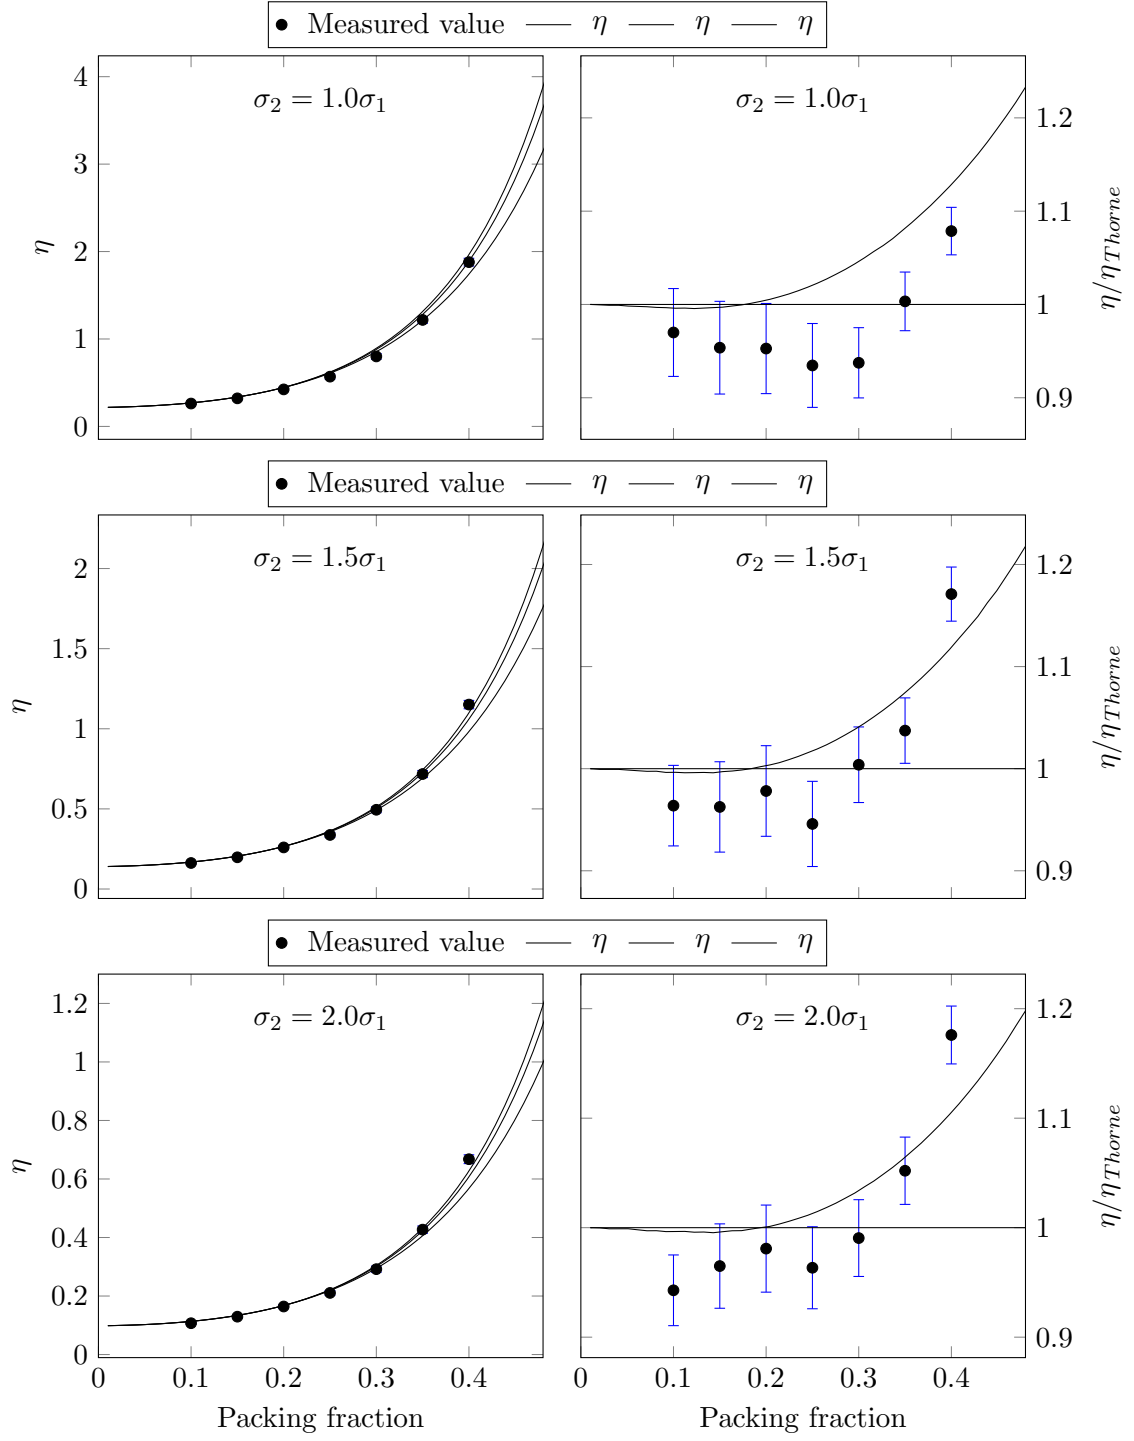 ● Measured value — η — η — η
σ₂ = 1.0σ₁
σ₂ = 1.0σ₁
4
3
2
1
0
η
1.2
1.1
1
0.9
η/η_Thorne
● Measured value — η — η — η
σ₂ = 1.5σ₁
σ₂ = 1.5σ₁
2
1.5
1
0.5
0
η
1.2
1.1
1
0.9
η/η_Thorne
● Measured value — η — η — η
σ₂ = 2.0σ₁
σ₂ = 2.0σ₁
1.2
1
0.8
0.6
0.4
0.2
0
η
1.2
1.1
1
0.9
η/η_Thorne
0 0.1 0.2 0.3 0.4
0 0.1 0.2 0.3 0.4
Packing fraction
Packing fraction